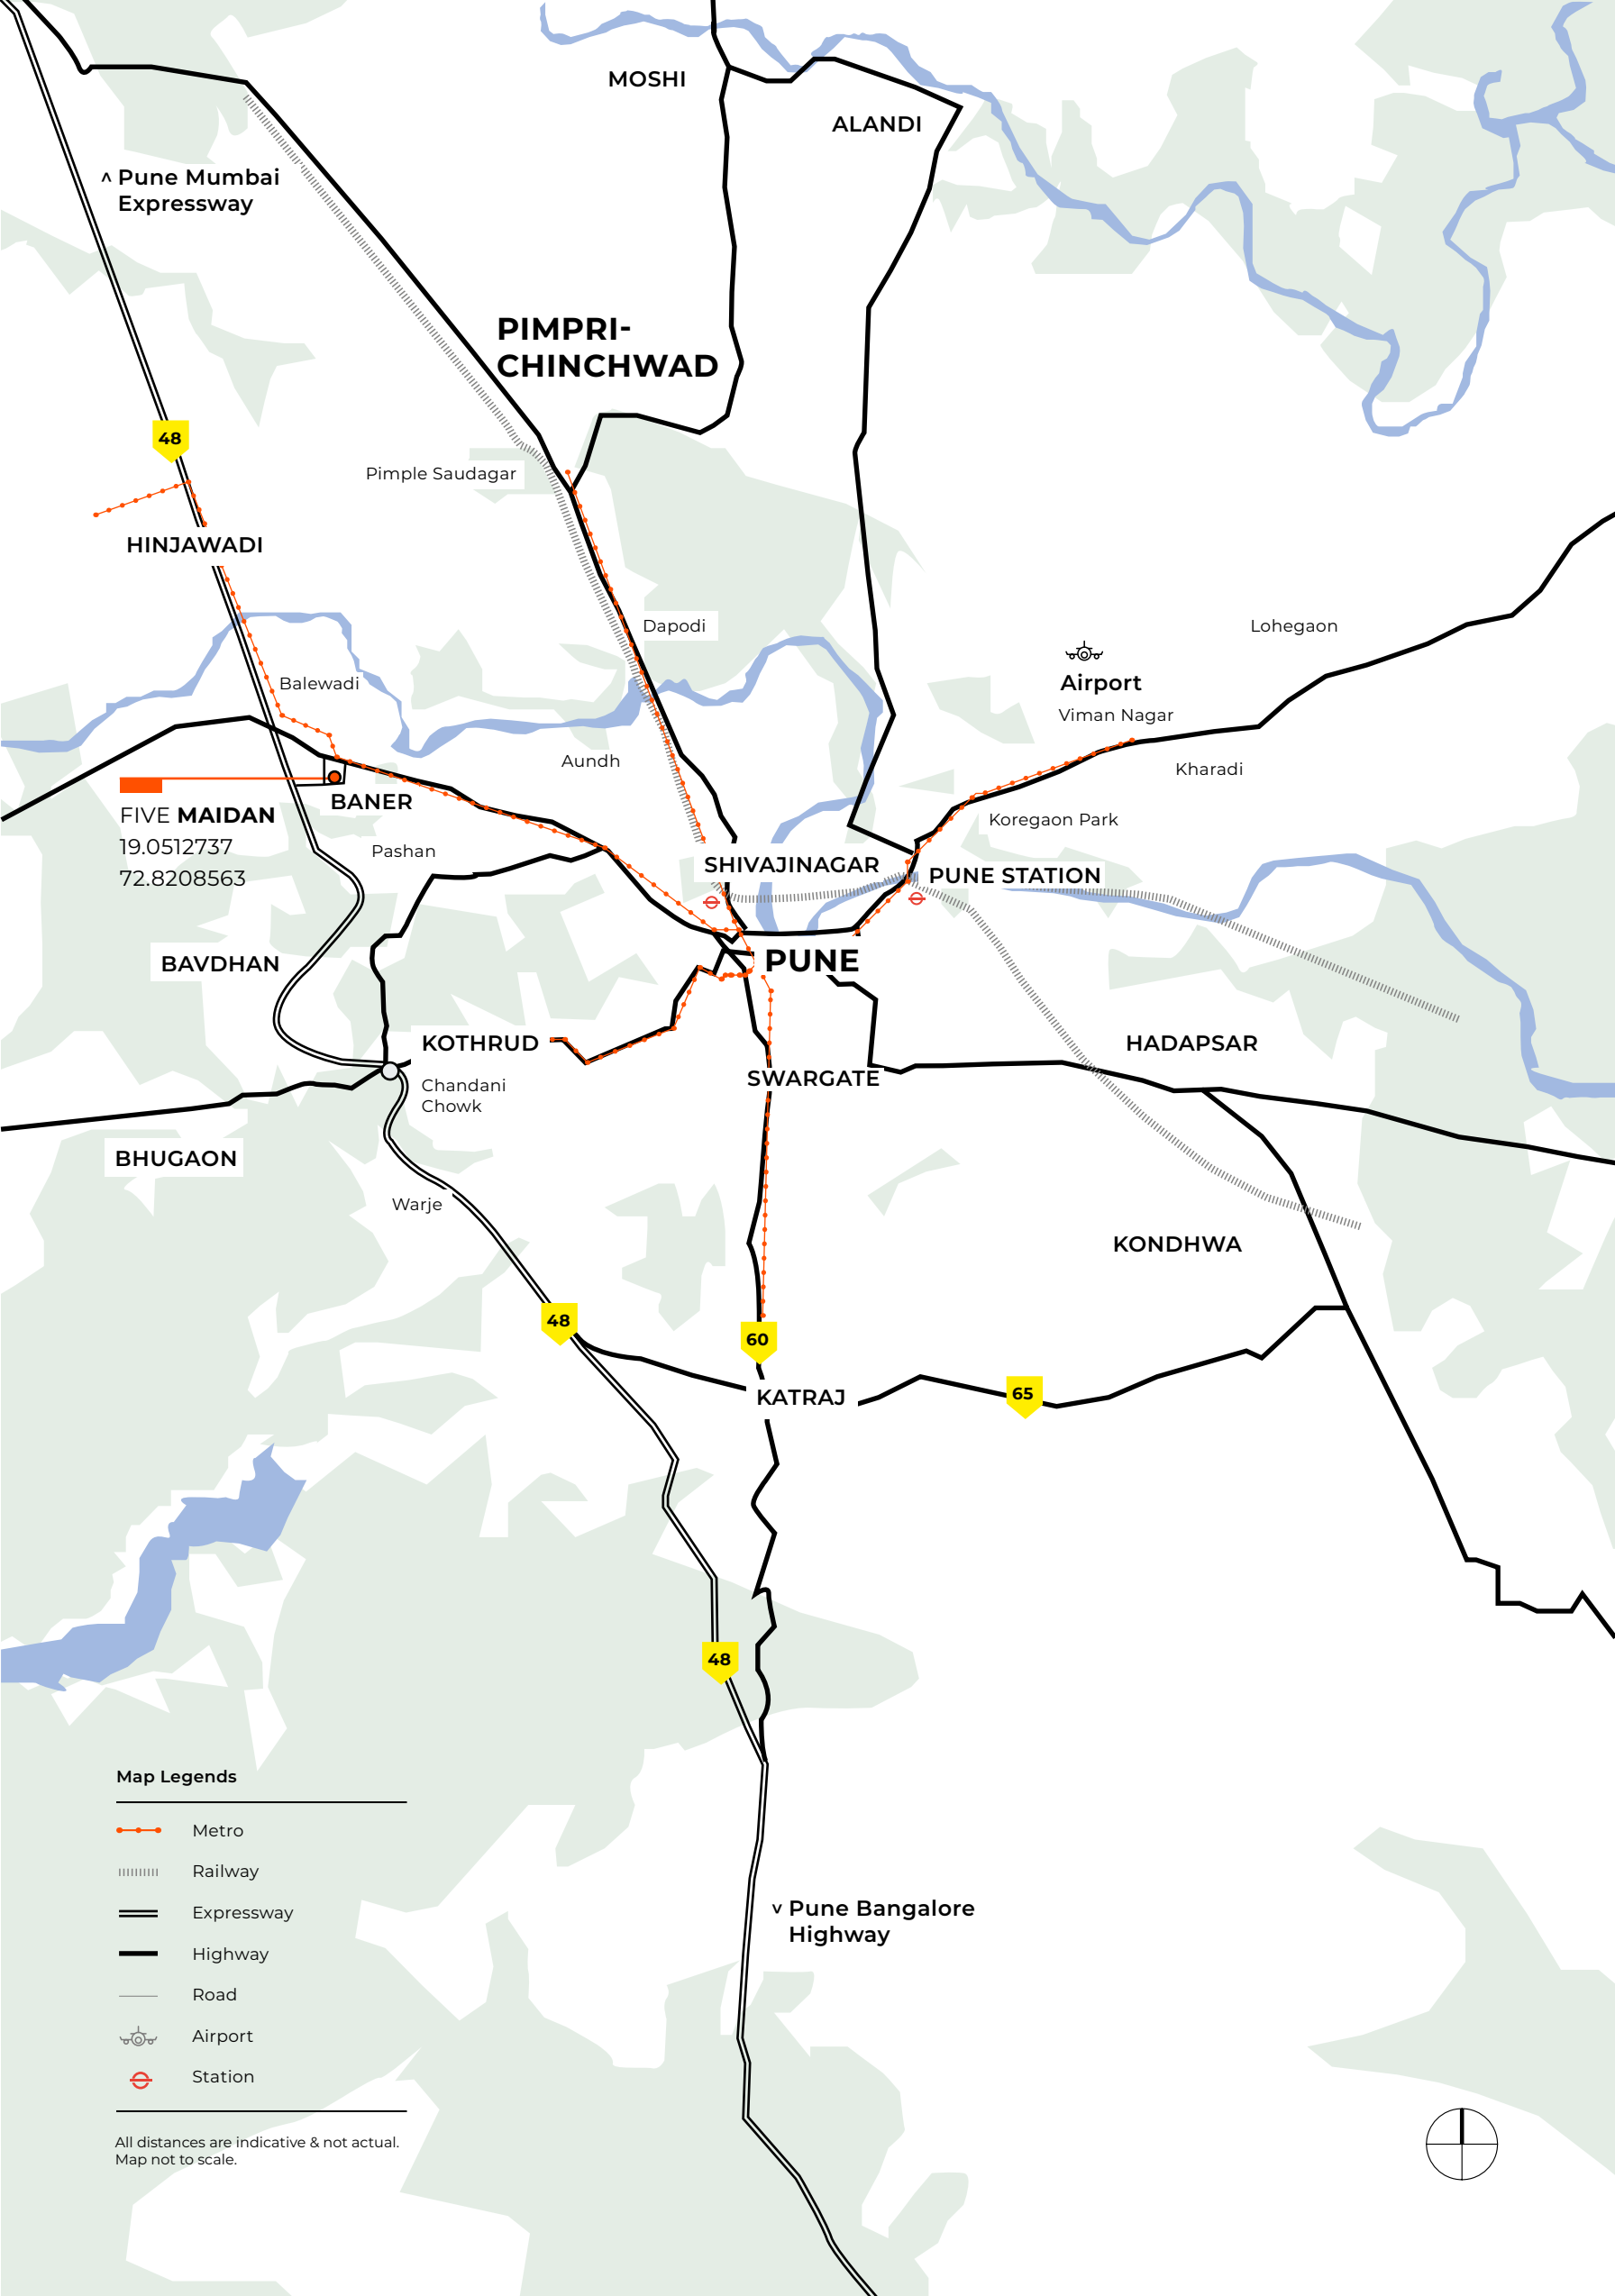 MOSHI
ALANDI
^ Pune Mumbai
Expressway
PIMPRI-
CHINCHWAD
48
Pimple Saudagar
HINJAWADI
Dapodi
Lohegaon
Balewadi
Airport
Viman Nagar
Aundh
Kharadi
BANER
FIVE MAIDAN
19.0512737
72.8208563
Koregaon Park
Pashan
SHIVAJINAGAR
PUNE STATION
BAVDHAN
PUNE
KOTHRUD
HADAPSAR
SWARGATE
Chandani
Chowk
BHUGAON
Warje
KONDHWA
48
60
KATRAJ
65
48
Map Legends
Metro
Railway
Expressway
Highway
Road
Airport
Station
v Pune Bangalore
Highway
All distances are indicative & not actual.
Map not to scale.